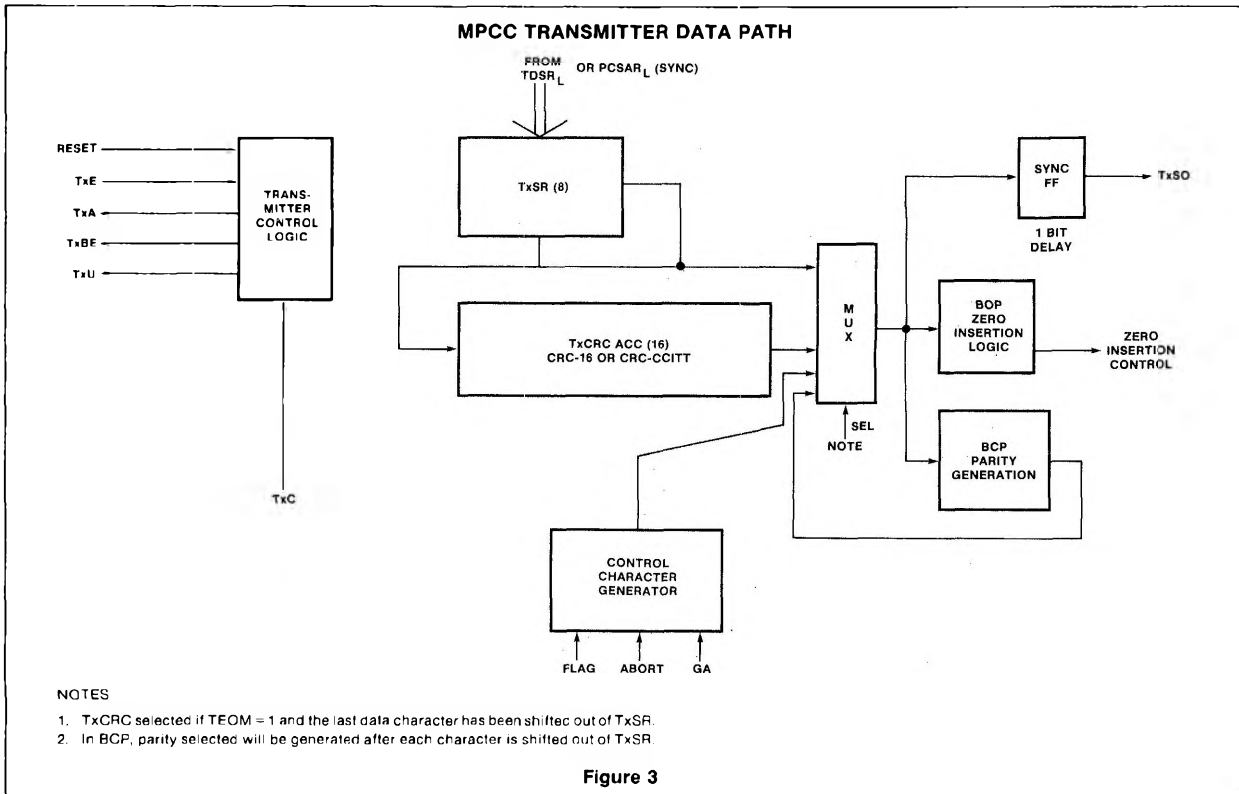 MPCC TRANSMITTER DATA PATH
FROM
TDSRL OR PCSARL (SYNC)
RESET
TxE
TxA
TxBE
TxU
TRANS-
MITTER
CONTROL
LOGIC
TxC
TxSR (8)
TxCRC ACC (16)
CRC-16 OR CRC-CCITT
M
U
X
SEL
NOTE
SYNC
FF
1 BIT
DELAY
TxSO
BOP
ZERO
INSERTION
LOGIC
ZERO
INSERTION
CONTROL
BCP
PARITY
GENERATION
CONTROL
CHARACTER
GENERATOR
FLAG ABORT GA
NOTES
1. TxCRC selected if TEOM = 1 and the last data character has been shifted out of TxSR.
2. In BCP, parity selected will be generated after each character is shifted out of TxSR.
Figure 3